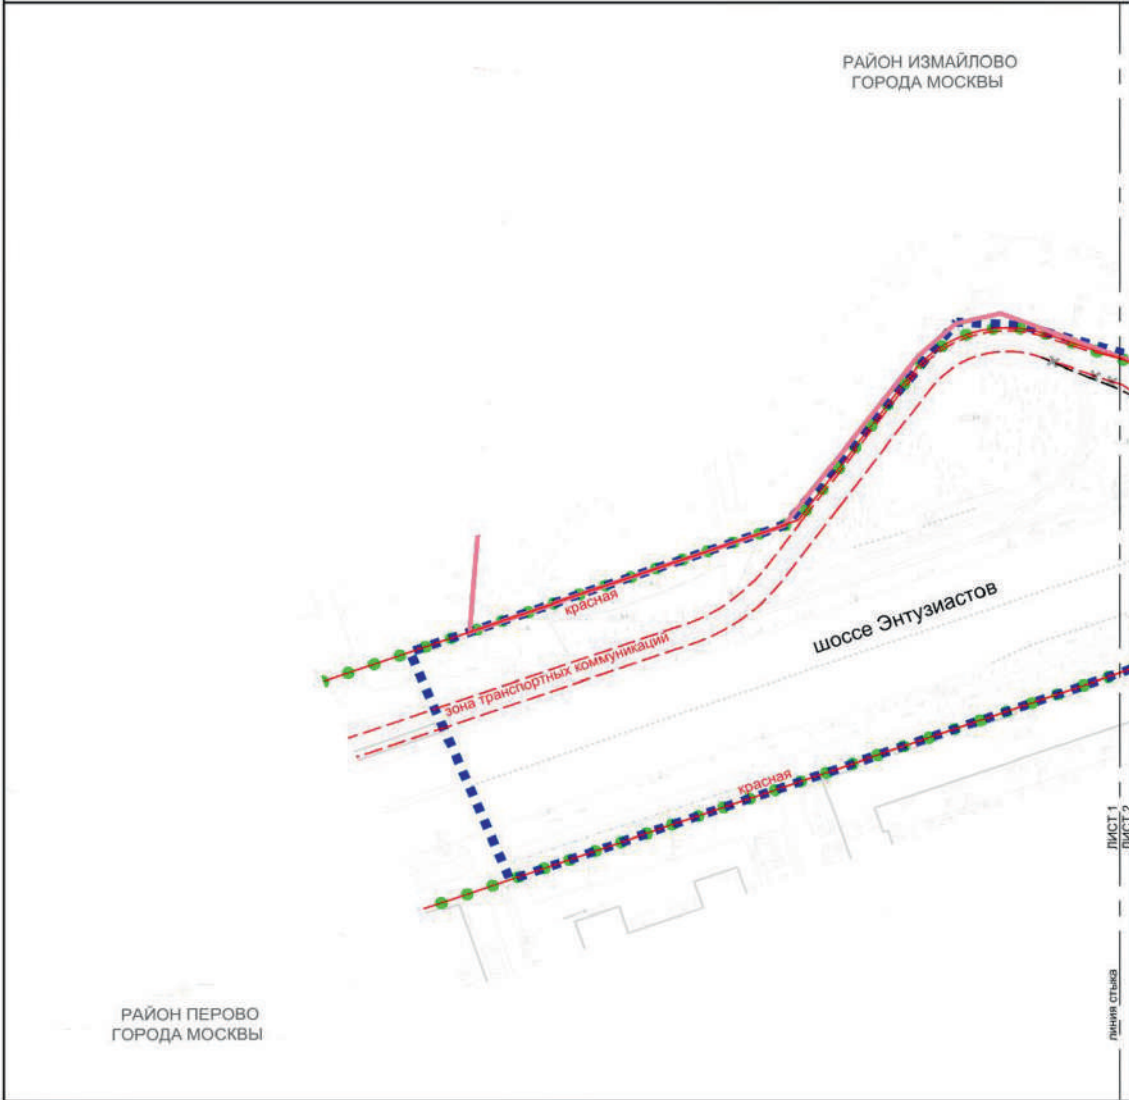 РАЙОН ИЗМАЙЛОВО
ГОРОДА МОСКВЫ
красная
шоссе Энтузиастов
зона транспортных коммуникаций
красная
ЛИСТ 1
ЛИСТ 2
линия стыка
РАЙОН ПЕРОВО
ГОРОДА МОСКВЫ